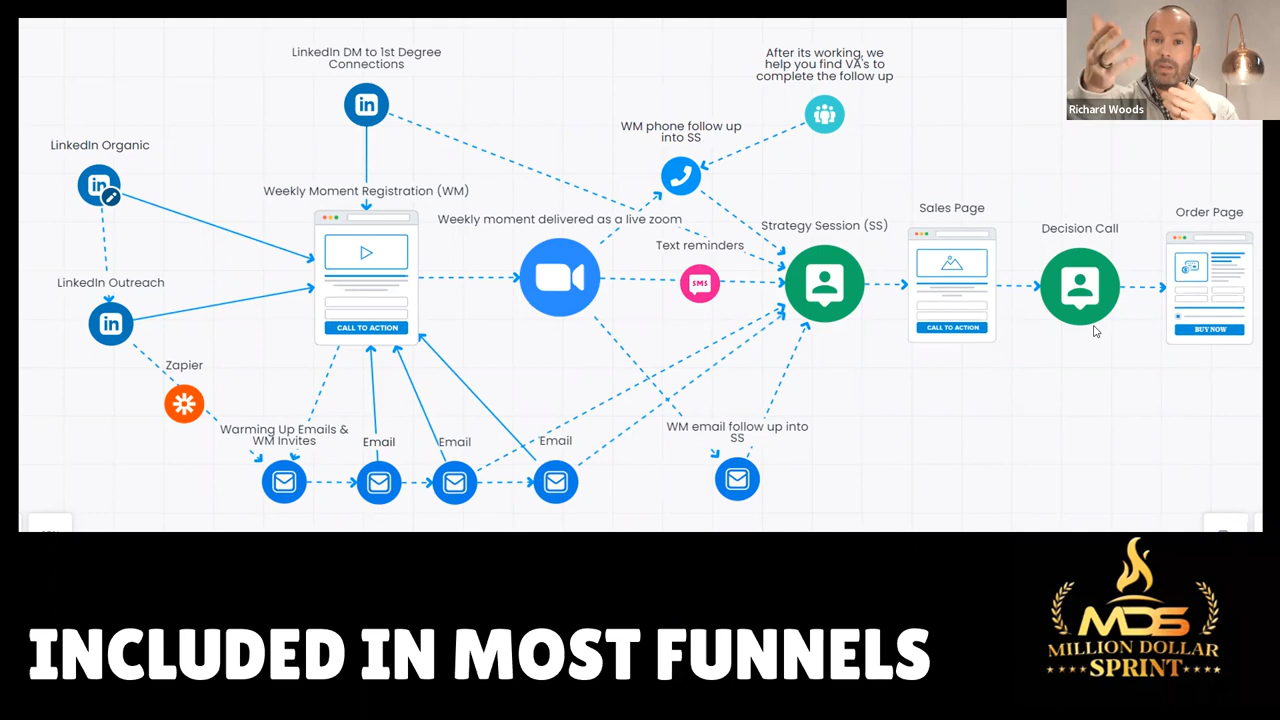 LinkedIn DM to 1st Degree
Connections
After its working, we
help you find VA's to
complete the follow up
Richard Woods
WM phone follow up
into SS
LinkedIn Organic
Weekly Moment Registration (WM)
Weekly moment delivered as a live zoom
Strategy Session (SS)
Sales Page
Order Page
Decision Call
Text reminders
SMS
LinkedIn Outreach
CALL TO ACTION
CALL TO ACTION
BUY NOW
Zapier
Warming Up Emails &
WM Invites
Email
Email
Email
WM email follow up into
SS
INCLUDED IN MOST FUNNELS
MDS
MILLION DOLLAR
SPRINT